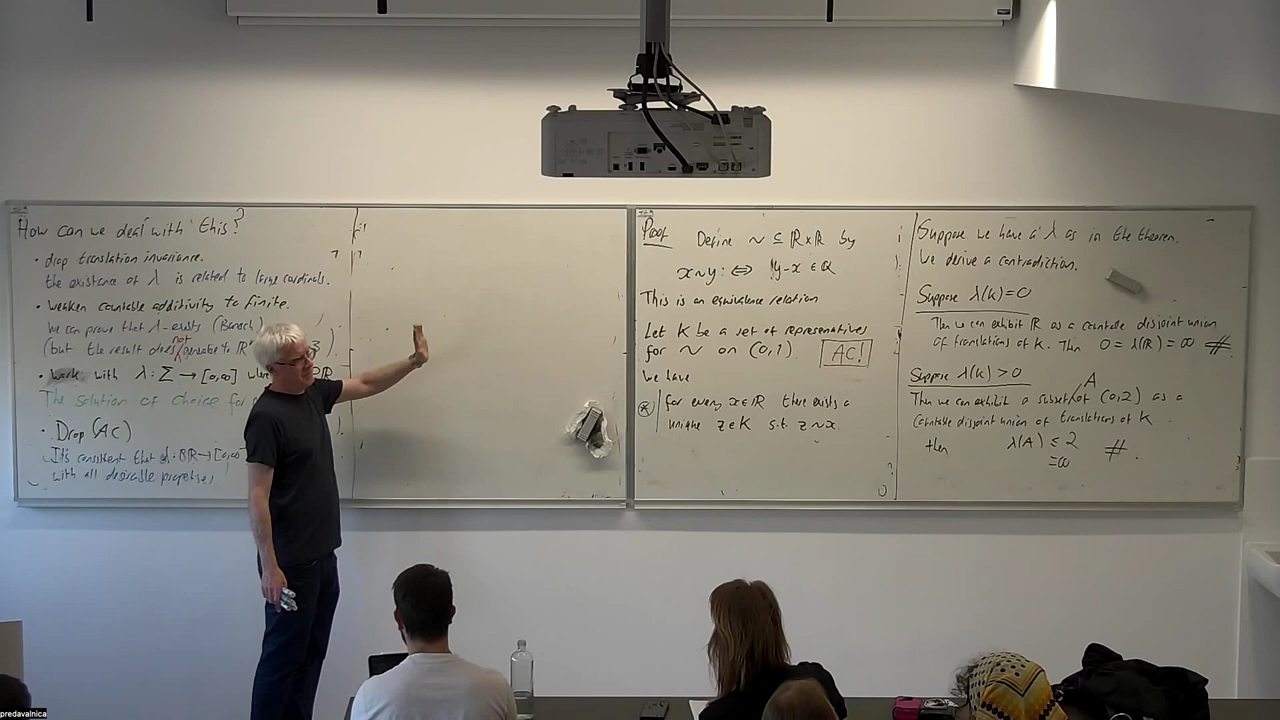 How can we deal with this?
• drop translation invariance.
the existance of λ is related to large cardinals.
• weaken countable additivity to finite.
We can prove that λ exists (Banach)
(but the result does not generalise to ℝ
• Work with λ: Σ → [0,∞]
The solution of choice for
• Drop (AC)
It's consistent that
with all desirable properties
Proof Define ~ ⊆ ℝ×ℝ by
x~y :⇔ y-x ∈ ℚ
This is an equivalence relation
Let K be a set of representatives
for ~ on (0,1). AC!
We have
(*) for every x∈ℝ there exists a
unique z∈K s.t. z~x.
Suppose we have a λ as in the theorem.
We derive a contradiction.
Suppose λ(K)=0
Then we can exhibit ℝ as a countable disjoint union
of translations of K. Then 0 = λ(ℝ) = ∞ #
Suppose λ(K) > 0
Then we can exhibit a subset A of (0,2) as a
countable disjoint union of translations of K
then λ(A) ≤ 2 #.
=∞
predavalnica